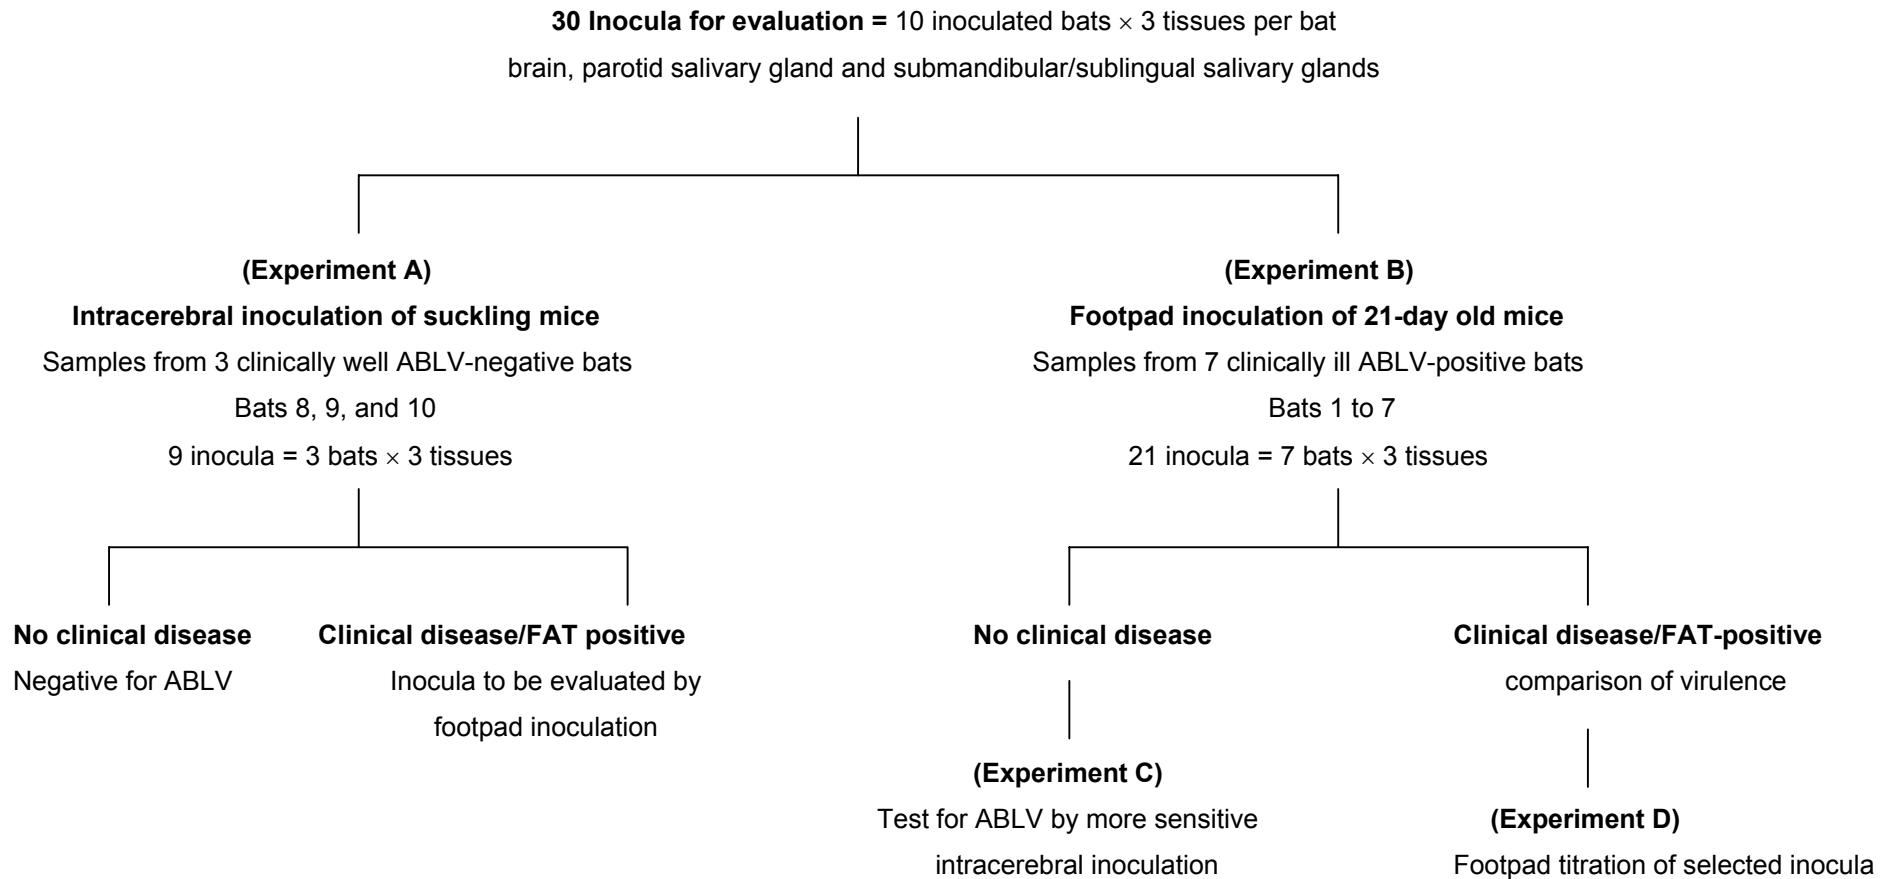 30 Inocula for evaluation = 10 inoculated bats × 3 tissues per bat
brain, parotid salivary gland and submandibular/sublingual salivary glands
(Experiment A)
Intracerebral inoculation of suckling mice
Samples from 3 clinically well ABLV-negative bats
Bats 8, 9, and 10
9 inocula = 3 bats × 3 tissues
(Experiment B)
Footpad inoculation of 21-day old mice
Samples from 7 clinically ill ABLV-positive bats
Bats 1 to 7
21 inocula = 7 bats × 3 tissues
No clinical disease
Negative for ABLV
Clinical disease/FAT positive
Inocula to be evaluated by
footpad inoculation
No clinical disease
(Experiment C)
Test for ABLV by more sensitive
intracerebral inoculation
Clinical disease/FAT-positive
comparison of virulence
(Experiment D)
Footpad titration of selected inocula